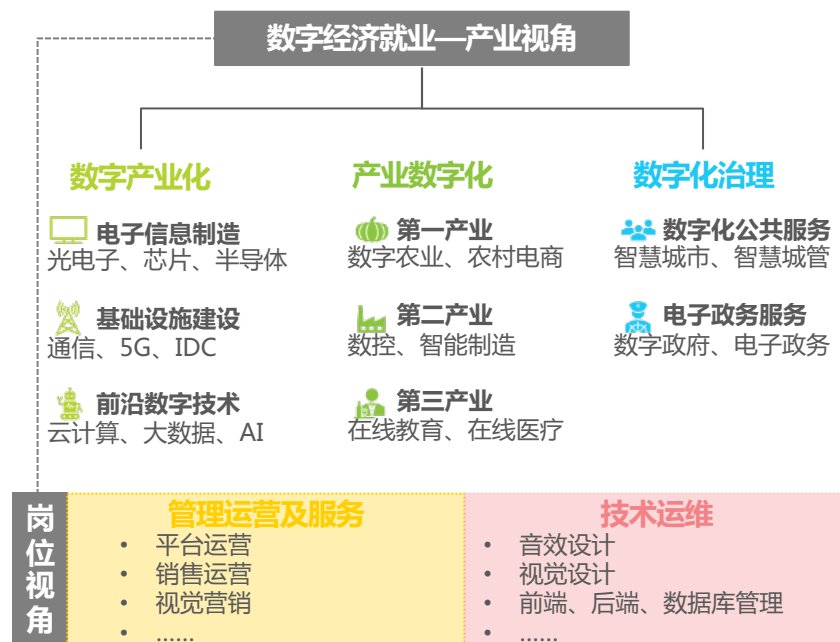 数字经济就业—产业视角
数字产业化
电子信息制造
光电子、芯片、半导体
基础设施建设
通信、5G、IDC
前沿数字技术
云计算、大数据、AI
产业数字化
第一产业
数字农业、农村电商
第二产业
数控、智能制造
第三产业
在线教育、在线医疗
数字化治理
数字化公共服务
智慧城市、智慧城管
电子政务服务
数字政府、电子政务
岗位视角
管理运营及服务
• 平台运营
• 销售运营
• 视觉营销
• ......
技术运维
• 音效设计
• 视觉设计
• 前端、后端、数据库管理
• ......